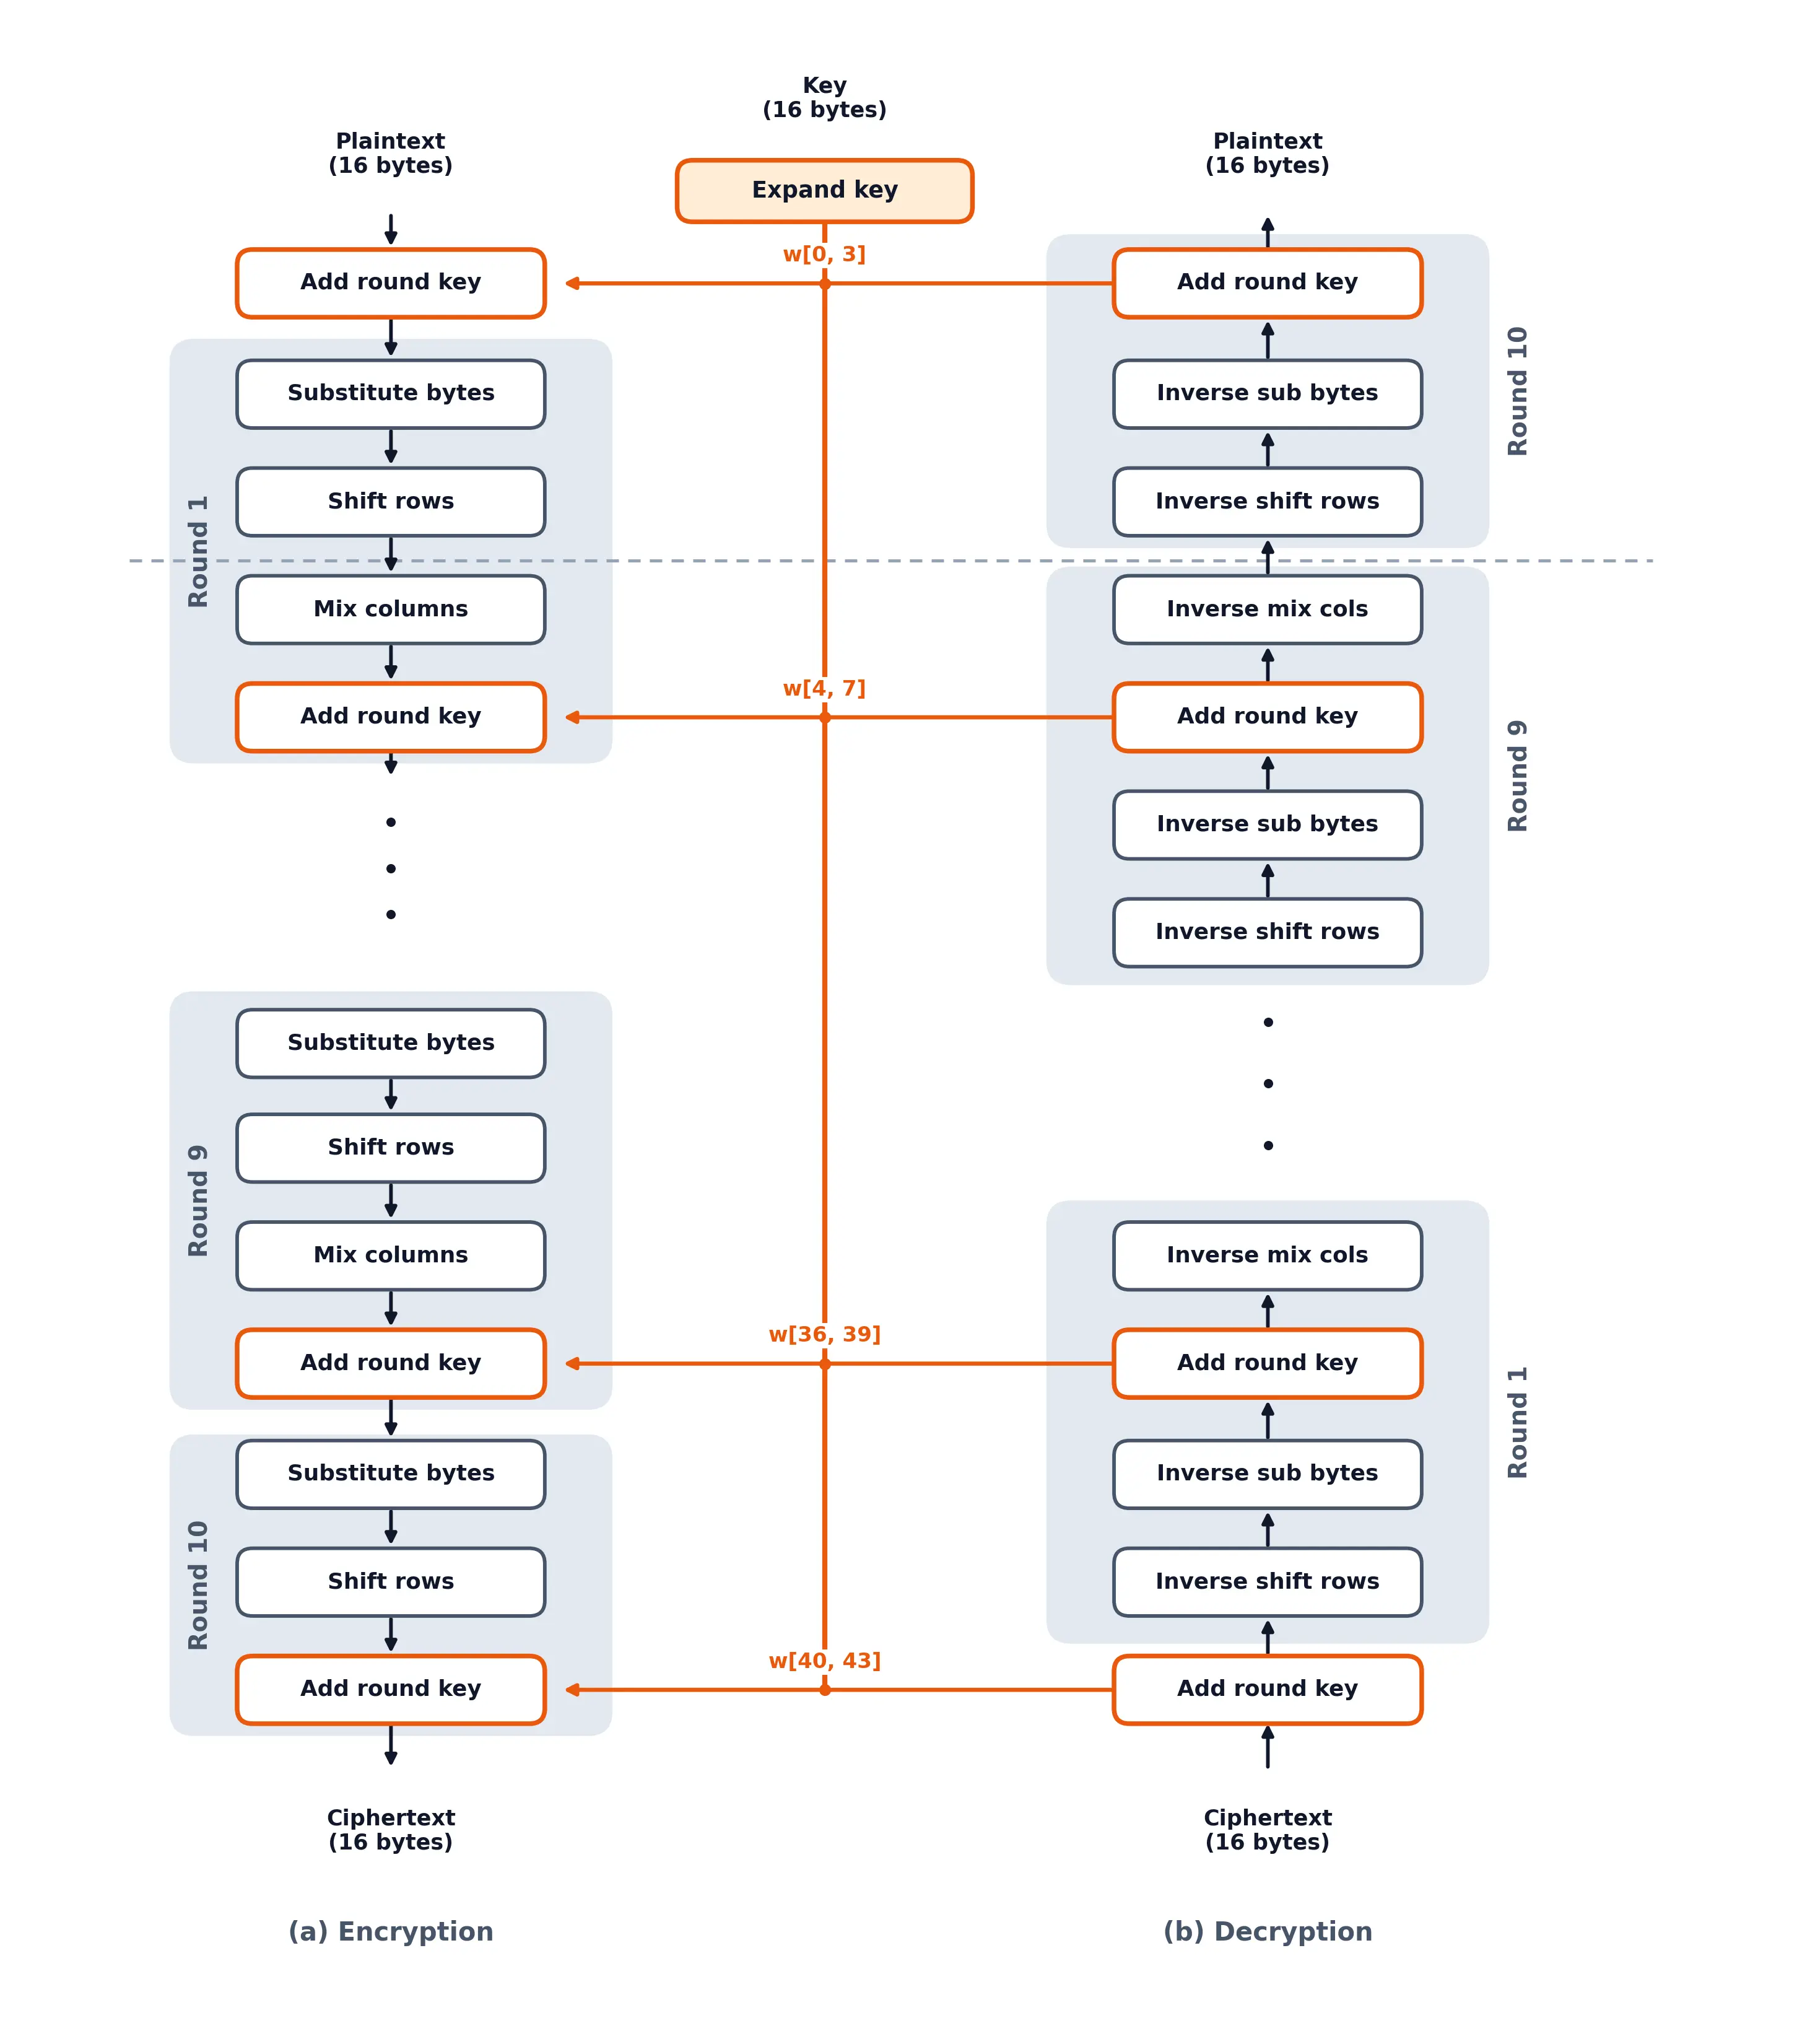 Key
(16 bytes)
Plaintext
(16 bytes)
Plaintext
(16 bytes)
Expand key
w[0, 3]
Add round key
Add round key
Round 10
Substitute bytes
Inverse sub bytes
Shift rows
Inverse shift rows
Round 1
Mix columns
Inverse mix cols
w[4, 7]
Add round key
Add round key
Round 9
Inverse sub bytes
Inverse shift rows
Substitute bytes
Shift rows
Round 9
Mix columns
Inverse mix cols
w[36, 39]
Add round key
Add round key
Round 1
Substitute bytes
Inverse sub bytes
Round 10
Shift rows
Inverse shift rows
w[40, 43]
Add round key
Add round key
Ciphertext
(16 bytes)
Ciphertext
(16 bytes)
(a) Encryption
(b) Decryption